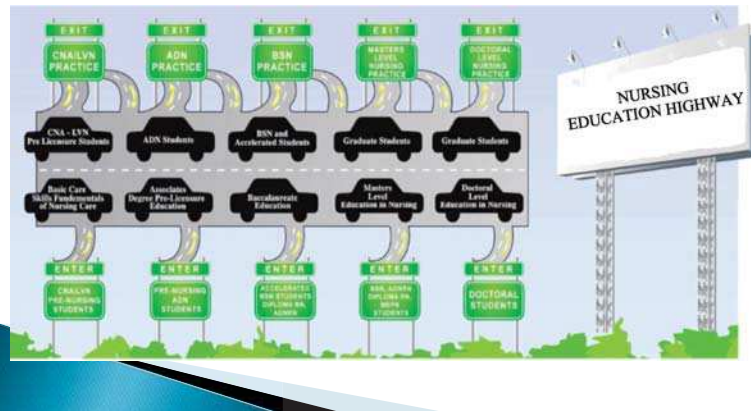 EXIT
CNA/LVN
PRACTICE
EXIT
ADN
PRACTICE
EXIT
BSN
PRACTICE
EXIT
MASTERS
LEVEL
NURSING
PRACTICE
EXIT
DOCTORAL
LEVEL
NURSING
PRACTICE
NURSING
EDUCATION HIGHWAY
CNA - LVN
Pre Licensure Students
ADN Students
BSN and
Accelerated Students
Graduate Students
Graduate Students
Basic Care
Skills Fundamentals
of Nursing Care
Associates
Degree Pre-Licensure
Education
Baccalaureate
Education
Masters
Level
Education in Nursing
Doctoral
Level
Education in Nursing
ENTER
CNA/LVN
PRE-NURSING
STUDENTS
ENTER
PRE-NURSING
ADN
STUDENTS
ENTER
ACCELERATED
BSN STUDENTS
DIPLOMA RN,
ENTER
DIPLOMA RN,
STUDENTS
ENTER
DOCTORAL
STUDENTS